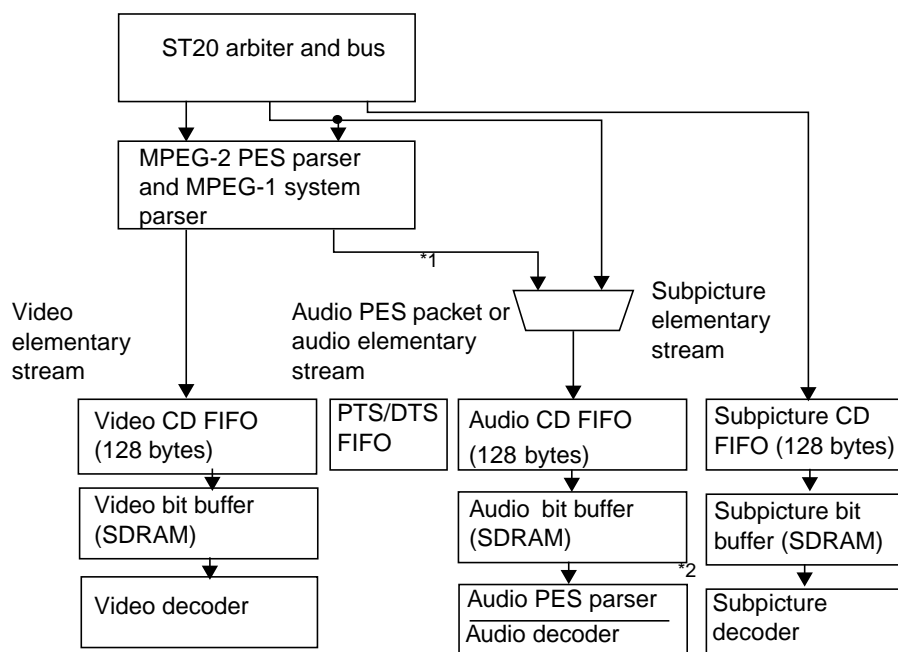 ST20 arbiter and bus
MPEG-2 PES parser
and MPEG-1 system
parser
*1
Video
elementary
stream
Audio PES packet or
audio elementary
stream
Subpicture
elementary
stream
Video CD FIFO
(128 bytes)
PTS/DTS
FIFO
Audio CD FIFO
(128 bytes)
Subpicture CD
FIFO (128 bytes)
Video bit buffer
(SDRAM)
Audio bit buffer
(SDRAM)
*2
Subpicture bit
buffer (SDRAM)
Video decoder
Audio PES parser
Audio decoder
Subpicture
decoder